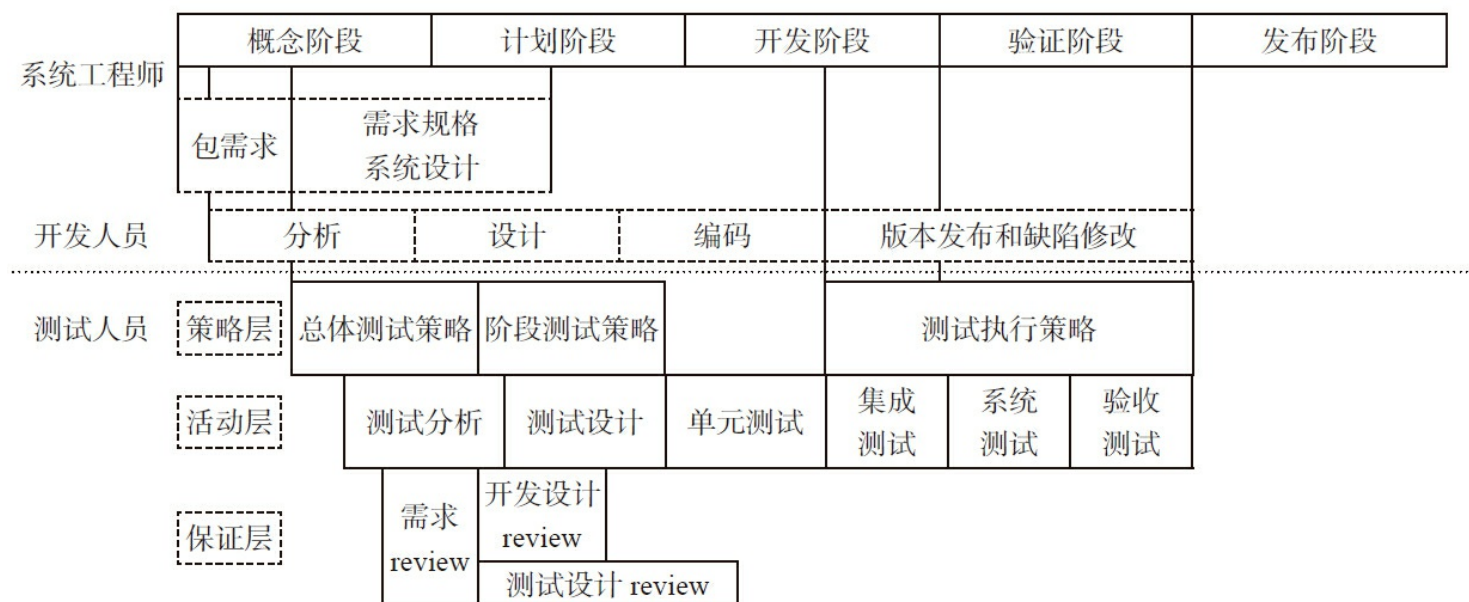 概念阶段 计划阶段 开发阶段 验证阶段 发布阶段
系统工程师
包需求
需求规格
系统设计
开发人员 分析 设计 编码 版本发布和缺陷修改
测试人员 策略层 总体测试策略 阶段测试策略 测试执行策略
活动层 测试分析 测试设计 单元测试
集成
测试
系统
测试
验收
测试
保证层
需求
review
开发设计
review
测试设计 review